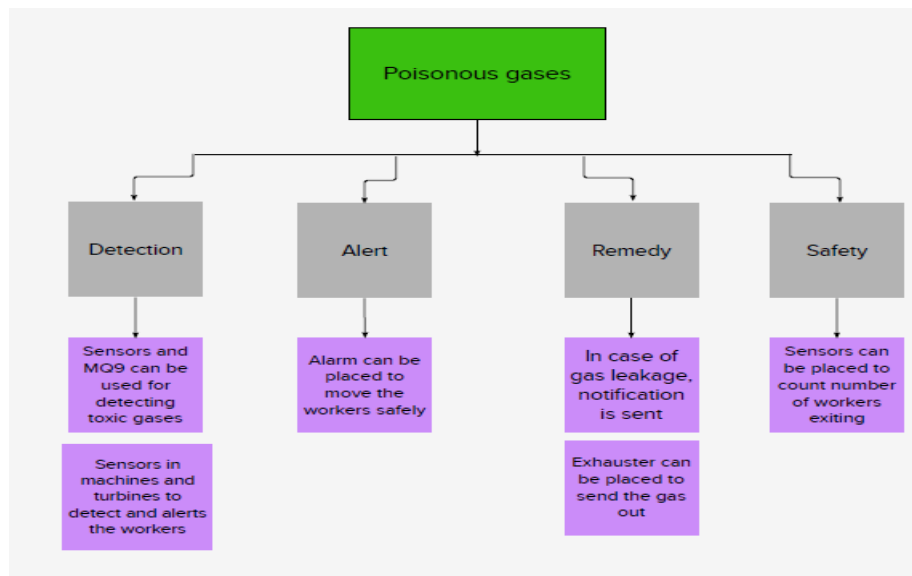 Poisonous gases
Detection
Alert
Remedy
Safety
Sensors and
MQ9 can be
used for
detecting
toxic gases
Alarm can be
placed to
move the
workers safely
In case of
gas leakage,
notification
is sent
Sensors can
be placed to
count number
of workers
exiting
Sensors in
machines and
turbines to
detect and alerts
the workers
Exhauster can
be placed to
send the gas
out